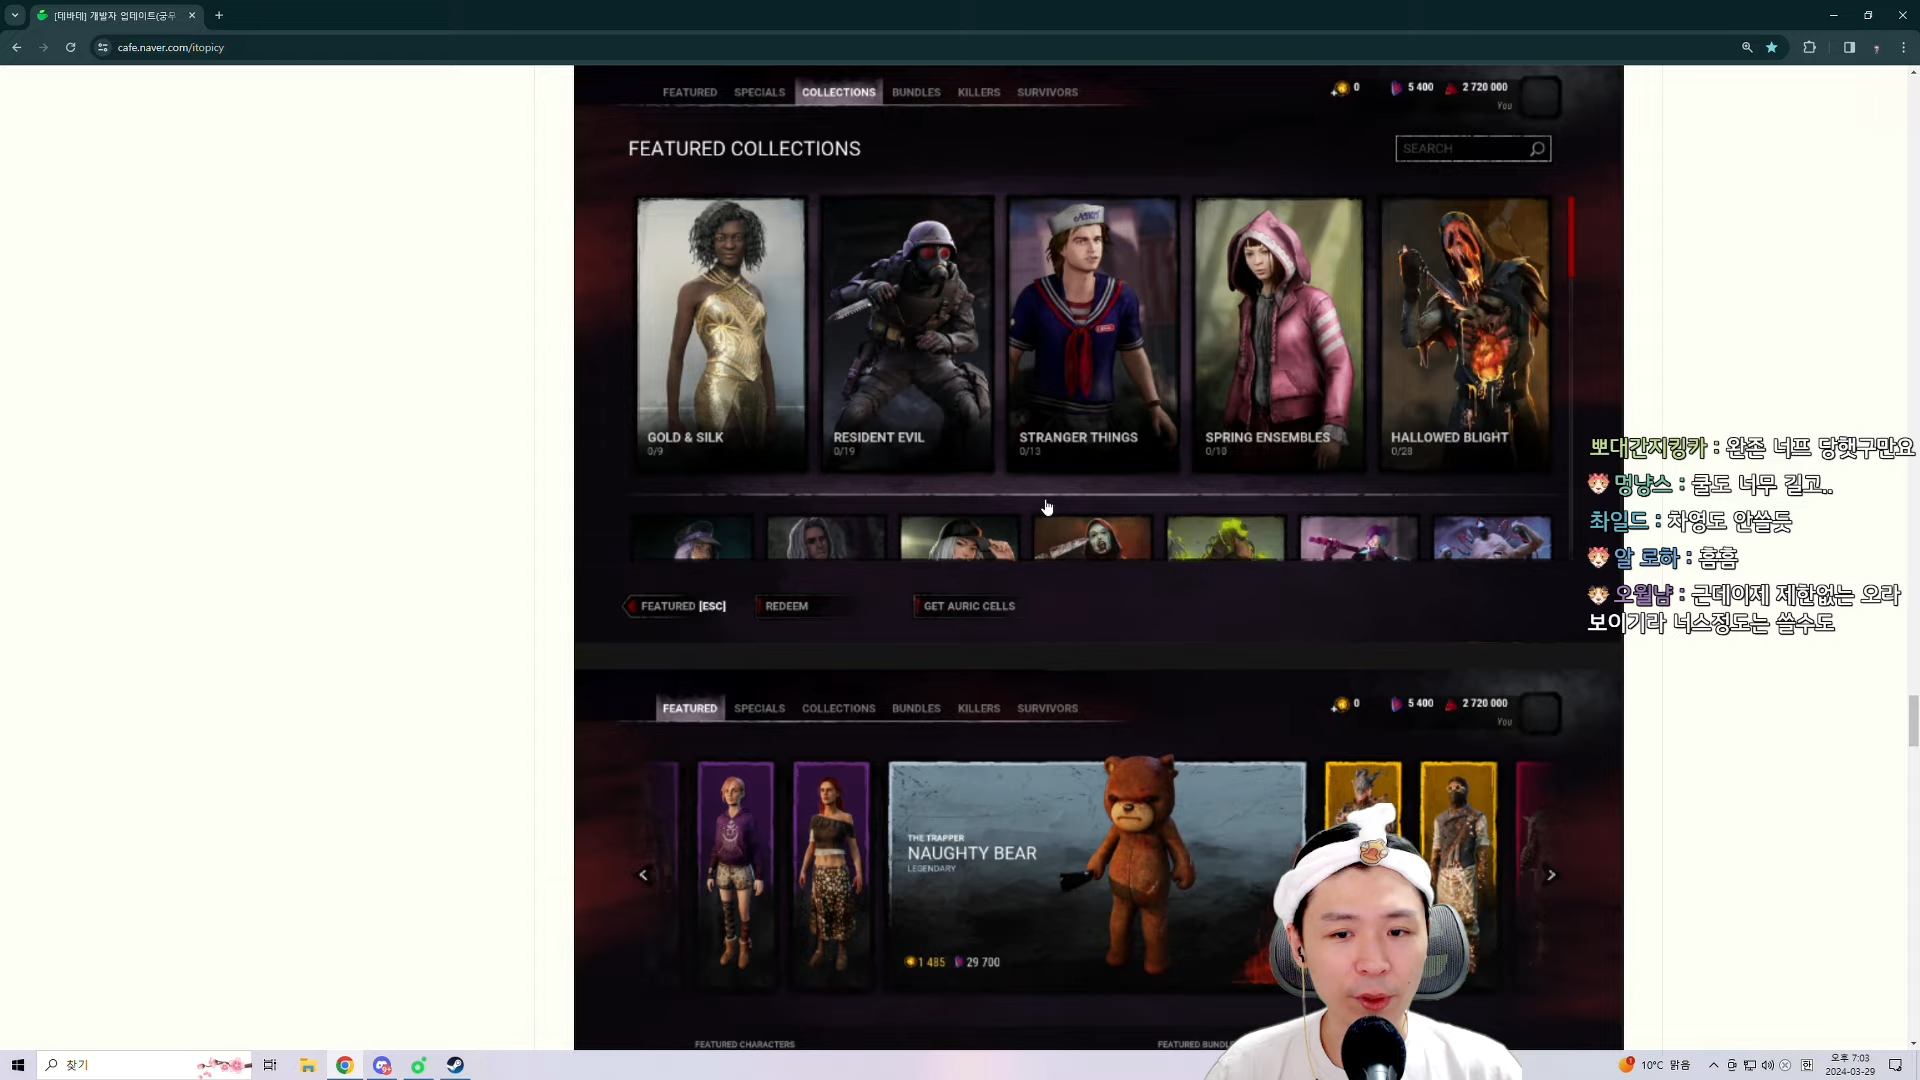 [데바데] 개발자 업데이트(궁무
cafe.naver.com/itopicy
FEATURED
SPECIALS
COLLECTIONS
BUNDLES
KILLERS
SURVIVORS
0
5 400
2 720 000
You
FEATURED COLLECTIONS
SEARCH
GOLD & SILK
0/9
RESIDENT EVIL
0/19
STRANGER THINGS
0/13
SPRING ENSEMBLES
0/10
HALLOWED BLIGHT
0/28
FEATURED [ESC]
REDEEM
GET AURIC CELLS
뽀대간지킹카 : 완존 너프 당햇구만요
멍냥스 : 쿨도 너무 길고..
촤일드 : 차영도 안쓸듯
알 로하 : 흠흠
오월냠 : 근데이제 제한없는 오라
보이기라 너스정도는 쓸수도
FEATURED
SPECIALS
COLLECTIONS
BUNDLES
KILLERS
SURVIVORS
0
5 400
2 720 000
You
THE TRAPPER
NAUGHTY BEAR
LEGENDARY
1 485
29 700
FEATURED CHARACTERS
찾기
10°C 맑음
한
오후 7:03
2024-03-29